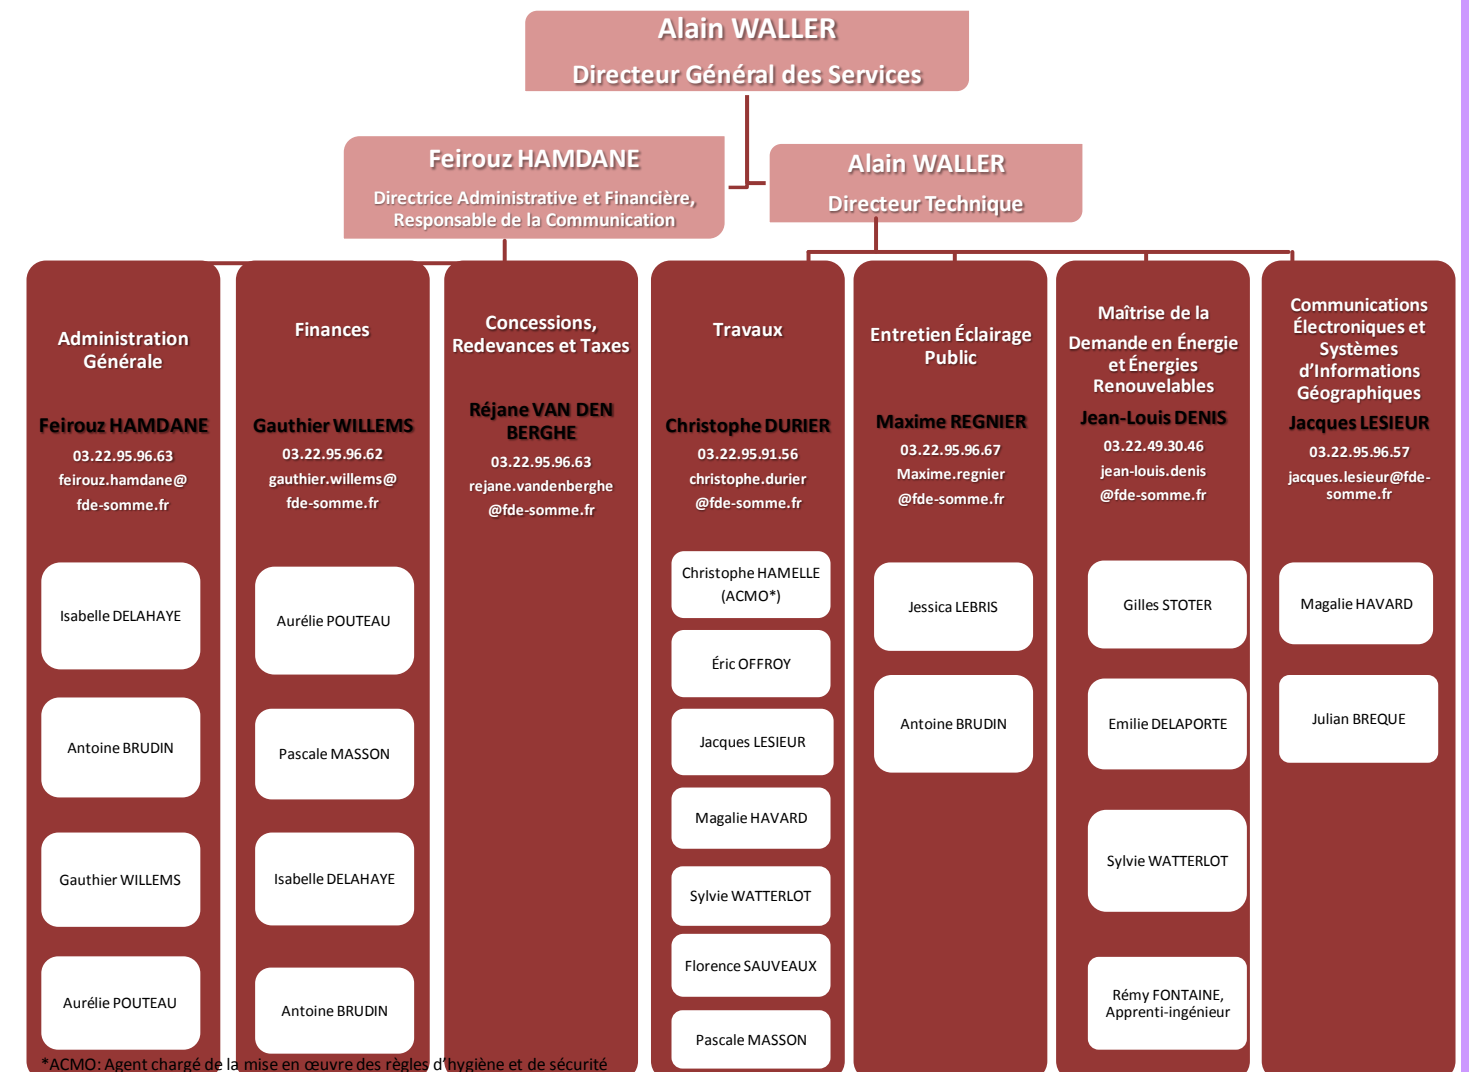 Alain WALLER
Directeur Général des Services
Feirouz HAMDANE
Directrice Administrative et Financière,
Responsable de la Communication
Alain WALLER
Directeur Technique
Administration
Générale
Feirouz HAMDANE
03.22.95.96.63
feirouz.hamdane@
fde-somme.fr
Isabelle DELAHAYE
Antoine BRUDIN
Gauthier WILLEMS
Aurélie POUTEAU
Finances
Gauthier WILLEMS
03.22.95.96.62
gauthier.willems@
fde-somme.fr
Aurélie POUTEAU
Pascale MASSON
Isabelle DELAHAYE
Antoine BRUDIN
Concessions,
Redevances et Taxes
Réjane VAN DEN
BERGHE
03.22.95.96.63
rejane.vandenberghe
@fde-somme.fr
Travaux
Christophe DURIER
03.22.95.91.56
christophe.durier
@fde-somme.fr
Christophe HAMELLE
(ACMO*)
Éric OFFROY
Jacques LESIEUR
Magalie HAVARD
Sylvie WATTERLOT
Florence SAUVEAUX
Pascale MASSON
Entretien Éclairage
Public
Maxime REGNIER
03.22.95.96.67
Maxime.regnier
@fde-somme.fr
Jessica LEBRIS
Antoine BRUDIN
Maîtrise de la
Demande en Énergie
et Énergies
Renouvelables
Jean-Louis DENIS
03.22.49.30.46
jean-louis.denis
@fde-somme.fr
Gilles STOTER
Emilie DELAPORTE
Sylvie WATTERLOT
Rémy FONTAINE,
Apprenti-ingénieur
Communications
Électroniques et
Systèmes
d’Informations
Géographiques
Jacques LESIEUR
03.22.95.96.57
jacques.lesieur@fde-
somme.fr
Magalie HAVARD
Julian BREQUE
*ACMO: Agent chargé de la mise en œuvre des règles d’hygiène et de sécurité